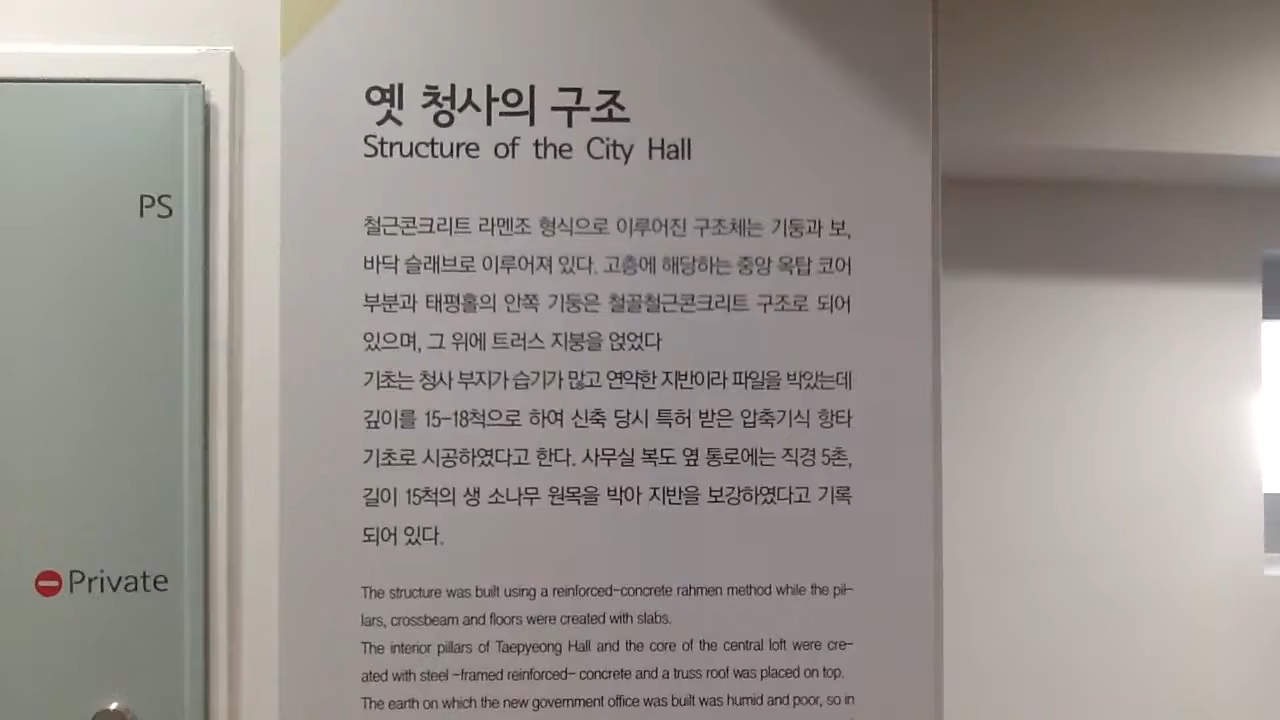 옛 청사의 구조
Structure of the City Hall
철근콘크리트 라멘조 형식으로 이루어진 구조체는 기둥과 보,
바닥 슬래브로 이루어져 있다. 고층에 해당하는 중앙 옥탑 코어
부분과 태평홀의 안쪽 기둥은 철골철근콘크리트 구조로 되어
있으며, 그 위에 트러스 지붕을 얹었다
기초는 청사 부지가 습기가 많고 연약한 지반이라 파일을 박았는데
깊이를 15-18척으로 하여 신축 당시 특허 받은 압축기식 항타
기초로 시공하였다고 한다. 사무실 복도 옆 통로에는 직경 5촌,
길이 15척의 생 소나무 원목을 박아 지반을 보강하였다고 기록
되어 있다.
The structure was built using a reinforced-concrete rahmen method while the pil-
lars, crossbeam and floors were created with slabs.
The interior pillars of Taepyeong Hall and the core of the central loft were cre-
ated with steel -framed reinforced- concrete and a truss roof was placed on top.
The earth on which the new government office was built was humid and poor, so in
PS
Private